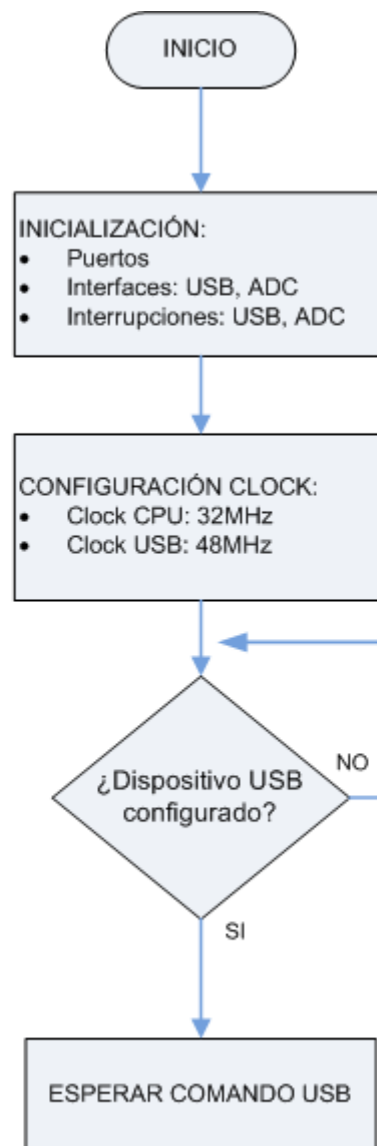 INICIO
INICIALIZACIÓN:
• Puertos
• Interfaces: USB, ADC
• Interrupciones: USB, ADC
CONFIGURACIÓN CLOCK:
• Clock CPU: 32MHz
• Clock USB: 48MHz
¿Dispositivo USB
configurado?
NO
SI
ESPERAR COMANDO USB